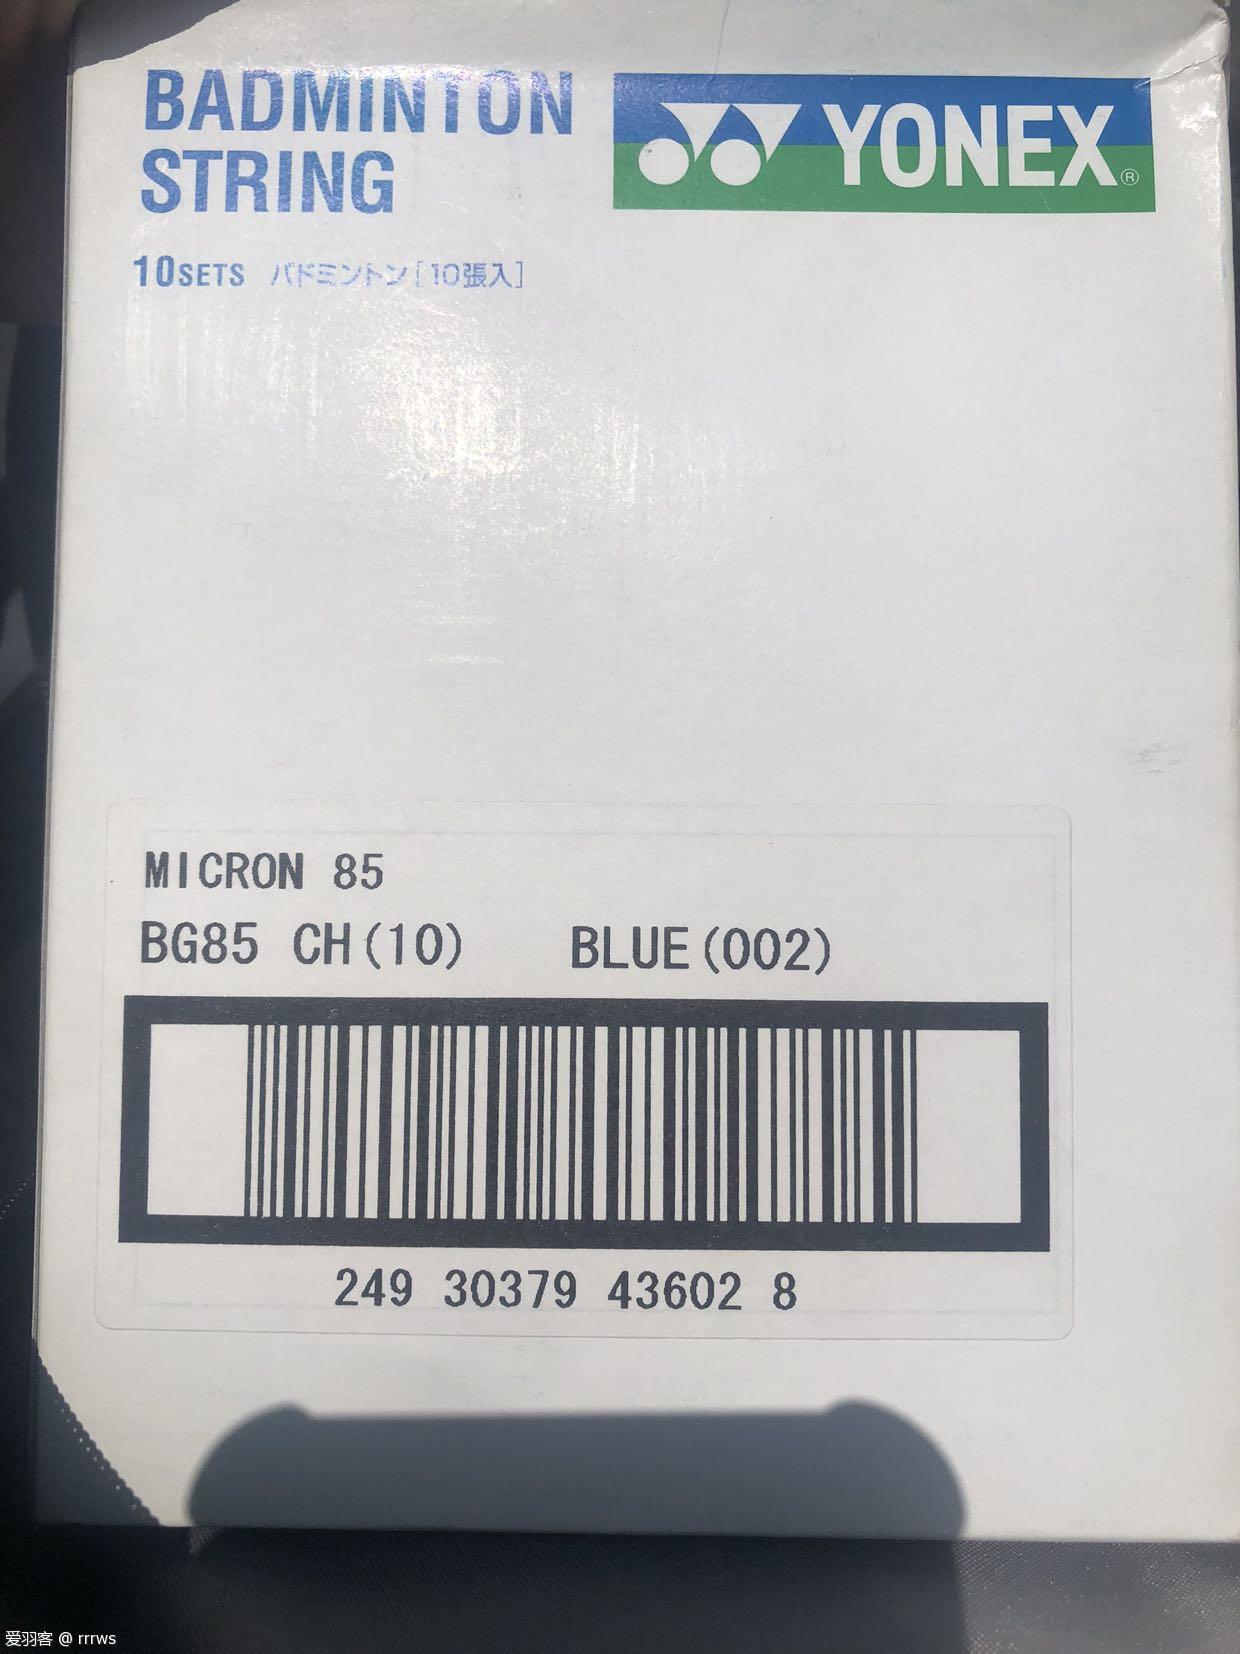 BADMINTON
STRING
YONEX®
10SETS バドミントン[10張入]
MICRON 85
BG85 CH(10) BLUE(002)
249 30379 43602 8
爱羽客 @ rrrws